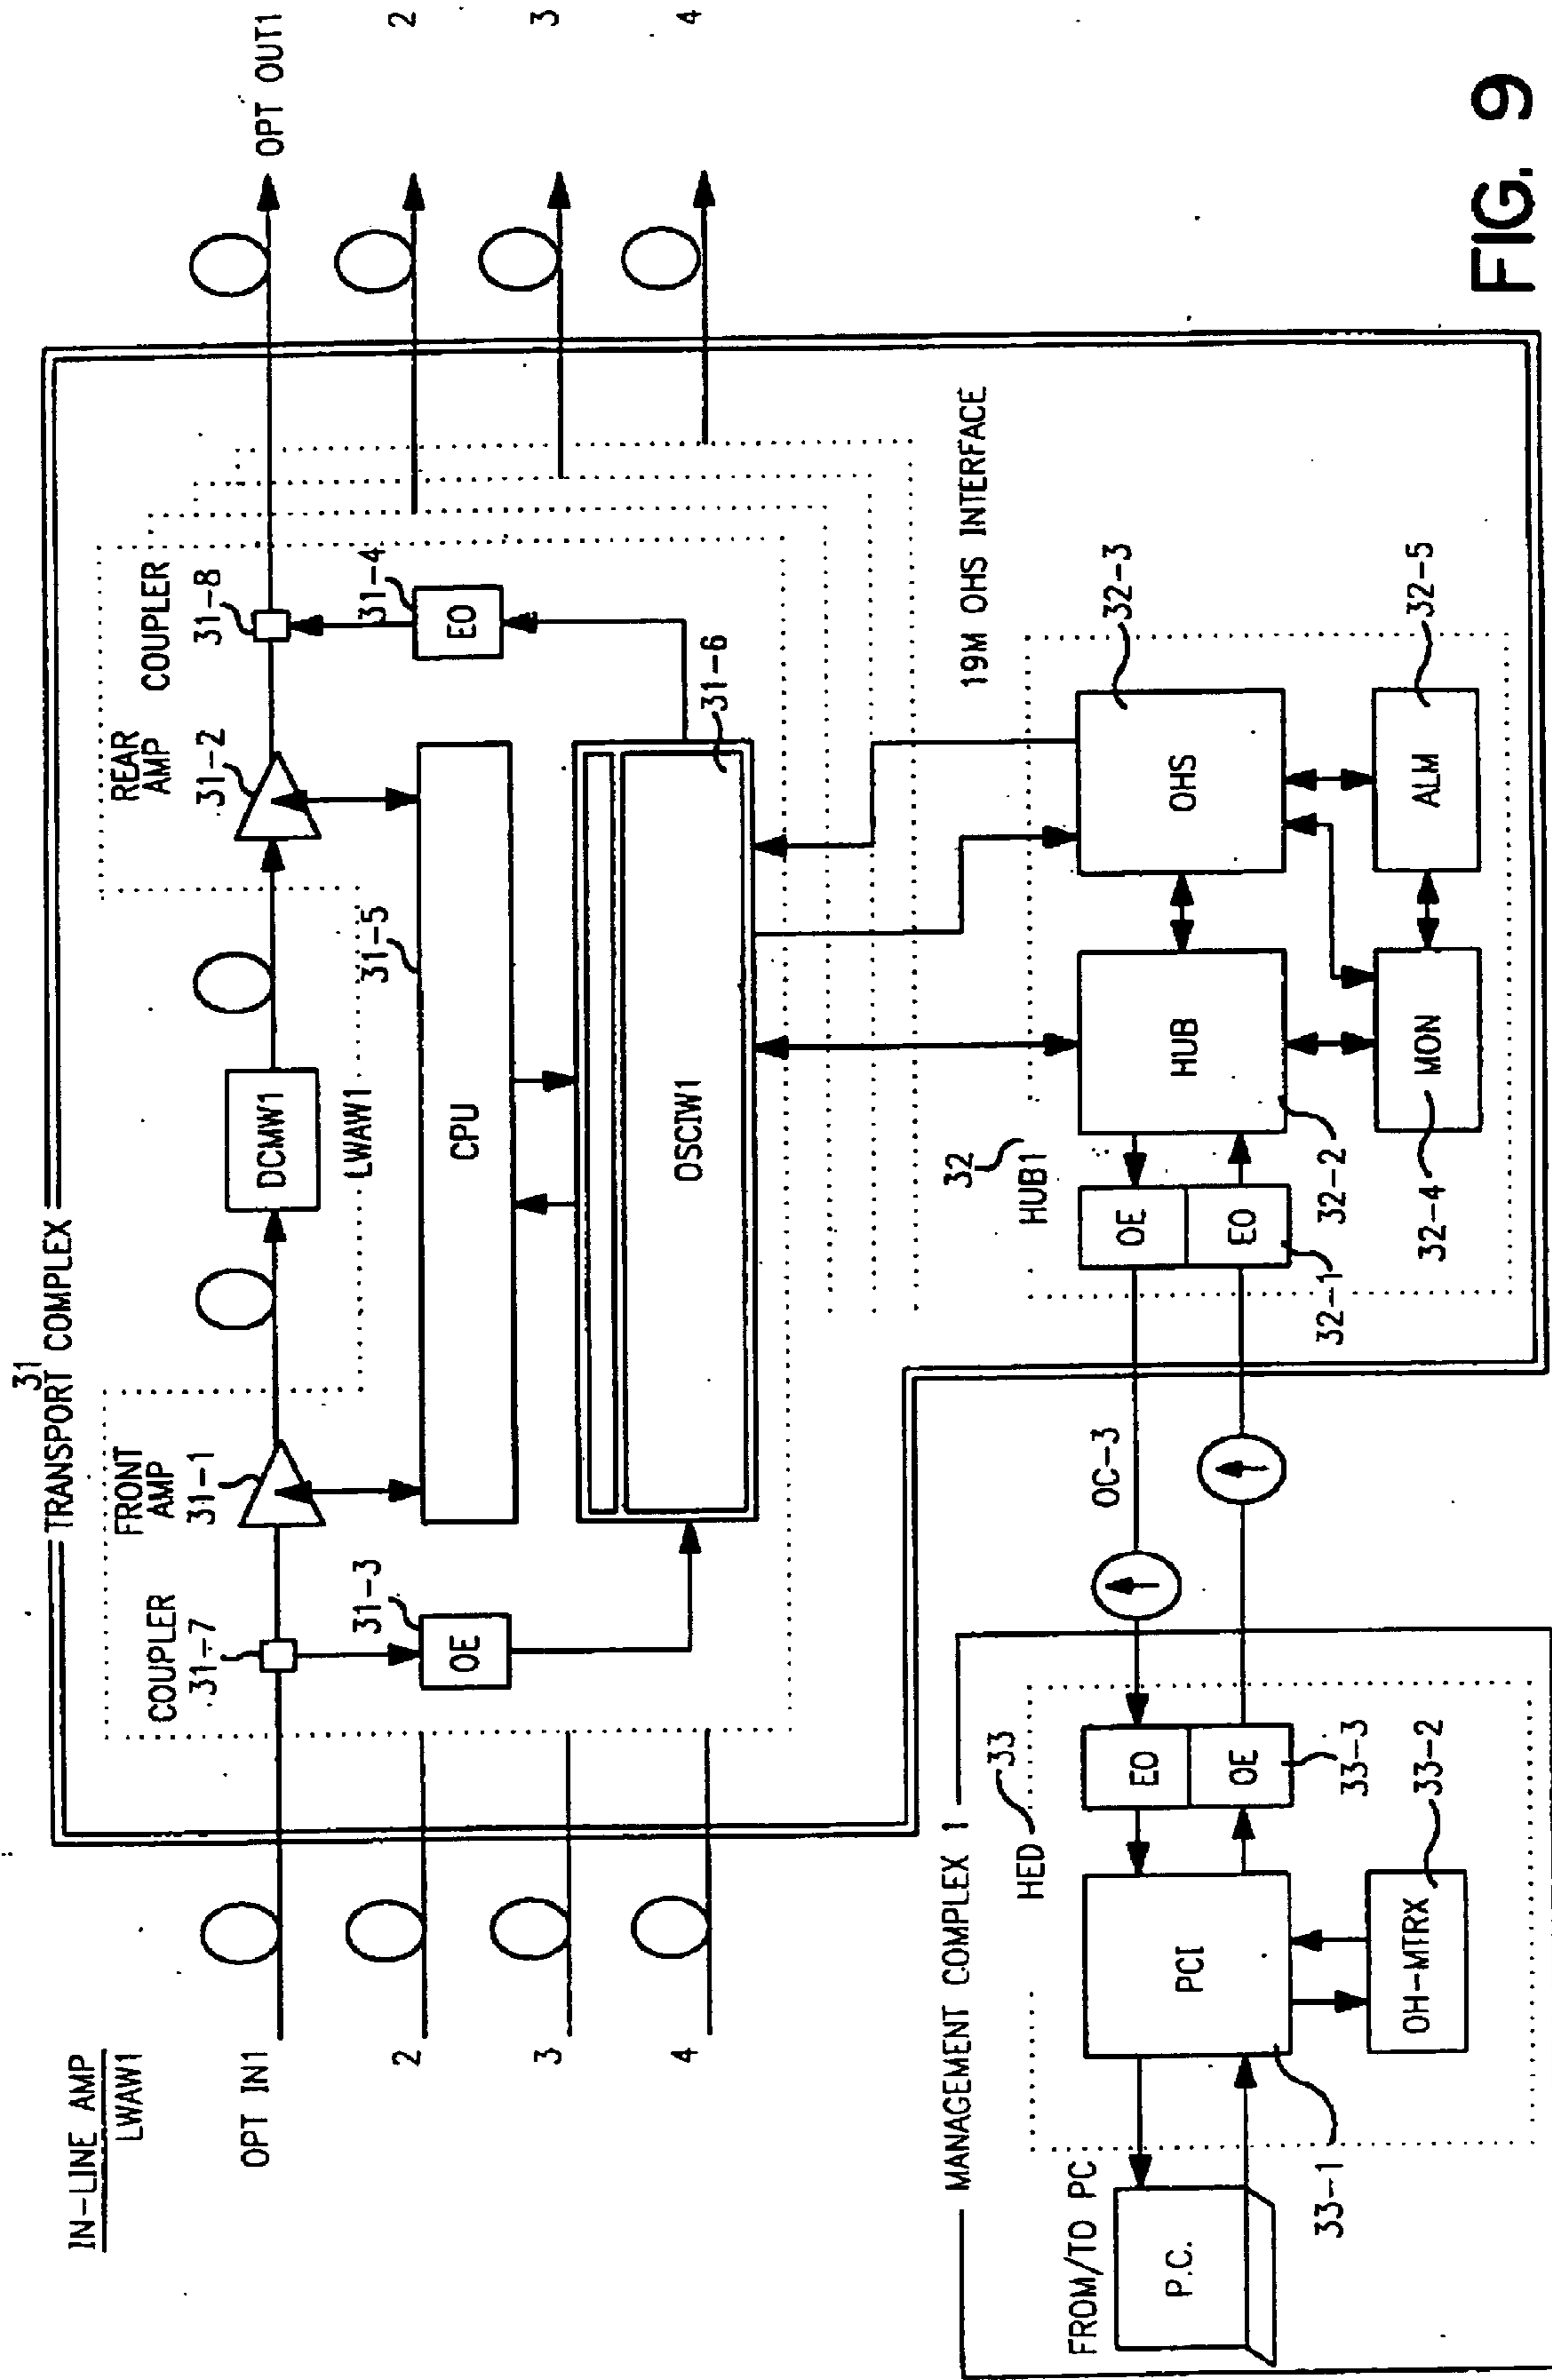 IN-LINE AMP
LWAW1
31
TRANSPORT COMPLEX
OPT IN1
2
3
4
COUPLER
31-7
FRONT
AMP
31-1
OE
31-3
DCMW1
LWAW1
REAR
AMP
31-2
COUPLER
31-8
EO
31-4
CPU
31-5
OSCIW1
31-6
OPT OUT1
2
3
4
19M OHS INTERFACE
32
HUB1
OE
EO
32-1
HUB
32-2
OHS
32-3
MON
32-4
ALM
32-5
OC-3
MANAGEMENT COMPLEX 1
FROM/TO PC
P.C.
HED
33
PCI
33-1
OH-MTRX
33-2
EO
OE
33-3
FIG. 9